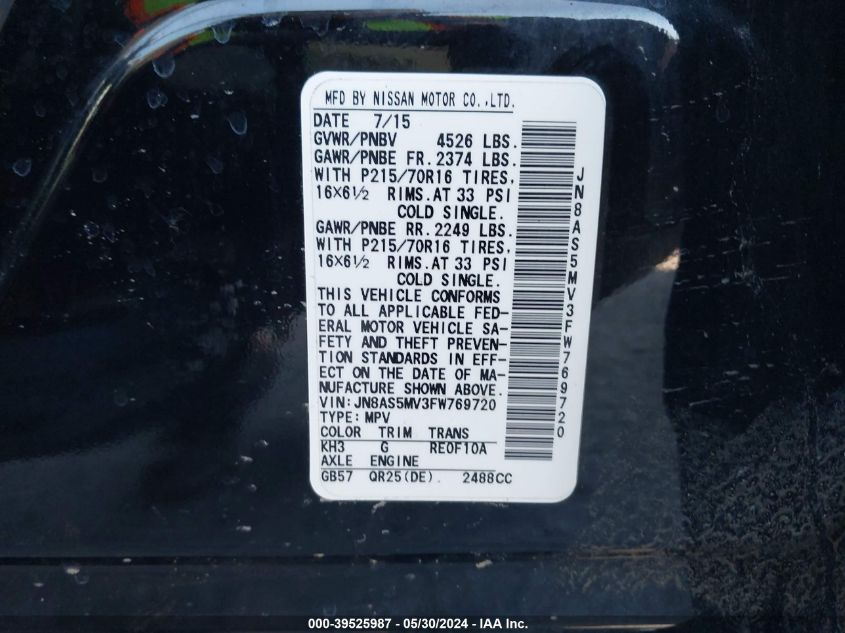 MFD BY NISSAN MOTOR CO.,LTD.
DATE 7/15
GVWR/PNBV 4526 LBS.
GAWR/PNBE FR. 2374 LBS.
WITH P215/70R16 TIRES,
16×6½ RIMS.AT 33 PSI
COLD SINGLE.
GAWR/PNBE RR. 2249 LBS.
WITH P215/70R16 TIRES,
16×6½ RIMS.AT 33 PSI
COLD SINGLE.
THIS VEHICLE CONFORMS
TO ALL APPLICABLE FED-
ERAL MOTOR VEHICLE SA-
FETY AND THEFT PREVEN-
TION STANDARDS IN EFF-
ECT ON THE DATE OF MA-
NUFACTURE SHOWN ABOVE.
VIN:JN8AS5MV3FW769720
TYPE:MPV
COLOR TRIM TRANS
KH3 G RE0F10A
AXLE ENGINE
GB57 QR25(DE). 2488CC
JN8AS5MV3FW769720
000-39525987 - 05/30/2024 - IAA Inc.